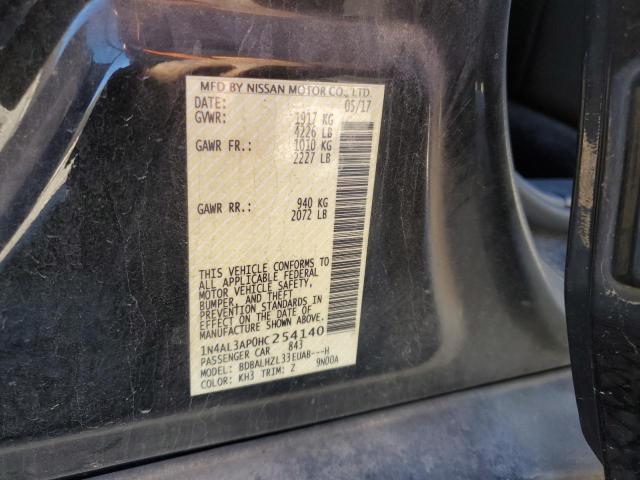 MFD BY NISSAN MOTOR CO., LTD.
DATE: 05/17
GVWR: 1917 KG
4226 LB
GAWR FR.: 1010 KG
2227 LB
GAWR RR.: 940 KG
2072 LB
THIS VEHICLE CONFORMS TO
ALL APPLICABLE FEDERAL
MOTOR VEHICLE SAFETY,
BUMPER, AND THEFT
PREVENTION STANDARDS IN
EFFECT ON THE DATE OF
MANUFACTURE SHOWN ABOVE.
1N4AL3AP0HC254140
PASSENGER CAR 843
MODEL: BDBALHZL33EUAB---H
COLOR: KH3 TRIM: Z 9N00A